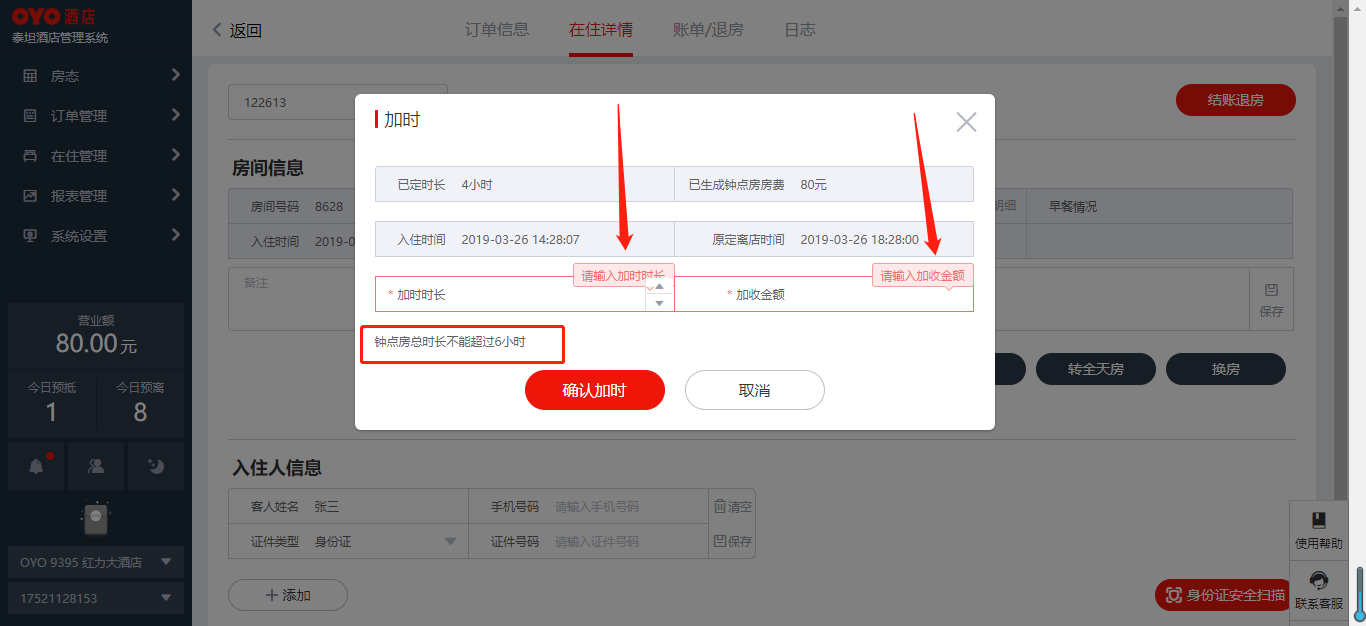 OYO 酒店
泰坦酒店管理系统
房态
订单管理
在住管理
报表管理
系统设置
营业额
80.00元
今日预抵 今日预离
1 8
OYO 9395 红力大酒店
17521128153
返回 订单信息 在住详情 账单/退房 日志
122613 结账退房
房间信息
房间号码 8628 明细 早餐情况
入住时间 2019-0
备注
保存
转全天房 换房
加时
已定时长 4小时 已生成钟点房房费 80元
入住时间 2019-03-26 14:28:07 原定离店时间 2019-03-26 18:28:00
请输入加时时长 请输入加收金额
* 加时时长 * 加收金额
钟点房总时长不能超过6小时
确认加时 取消
入住人信息
客人姓名 张三 手机号码 请输入手机号码 清空
证件类型 身份证 证件号码 请输入证件号码 保存
添加
身份证安全扫描
使用帮助
联系客服